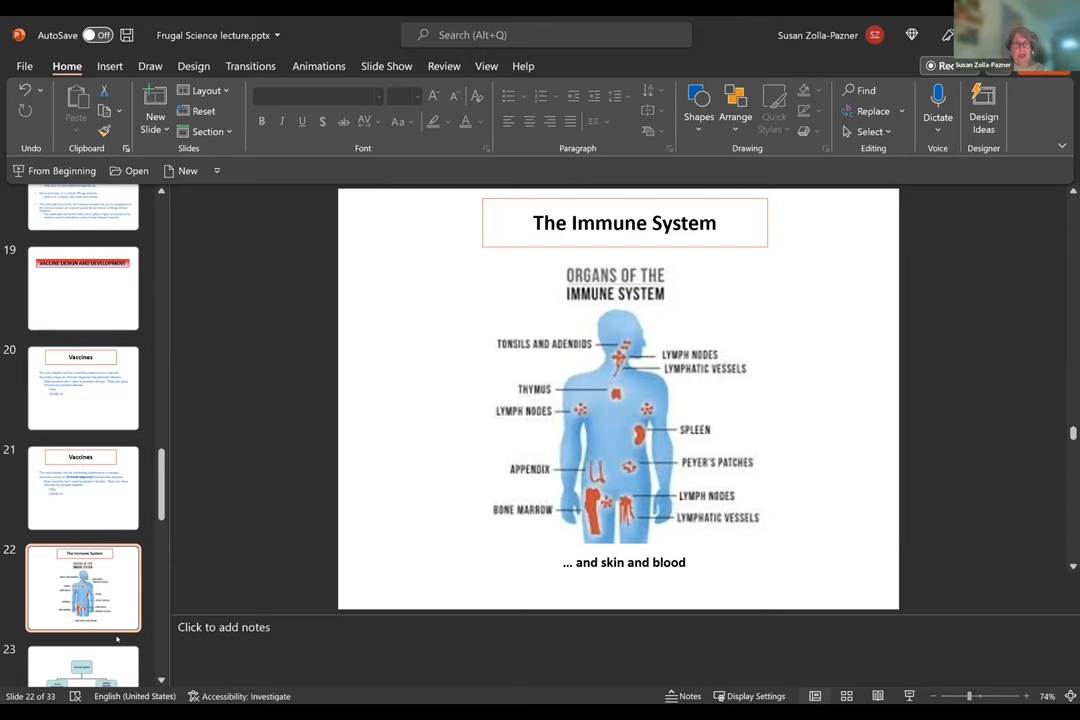 AutoSave Off
Frugal Science lecture.pptx
Search (Alt+Q)
Susan Zolla-Pazner SZ
Susan Zolla-Pazner
File Home Insert Draw Design Transitions Animations Slide Show Review View Help
Rec
Paste
New
Slide
Layout
Reset
Section
Aa
Shapes
Arrange
Quick
Styles
Find
Replace
Select
Dictate
Design
Ideas
Undo Clipboard Slides Font Paragraph Drawing Editing Voice Designer
From Beginning Open New
19
VACCINE DESIGN AND DEVELOPMENT
20
Vaccines
21
Vaccines
22
The Immune System
23
The Immune System
ORGANS OF THE
IMMUNE SYSTEM
TONSILS AND ADENOIDS
LYMPH NODES
LYMPHATIC VESSELS
THYMUS
LYMPH NODES
SPLEEN
APPENDIX
PEYER'S PATCHES
LYMPH NODES
BONE MARROW
LYMPHATIC VESSELS
... and skin and blood
Click to add notes
Slide 22 of 33 English (United States) Accessibility: Investigate Notes Display Settings 74%